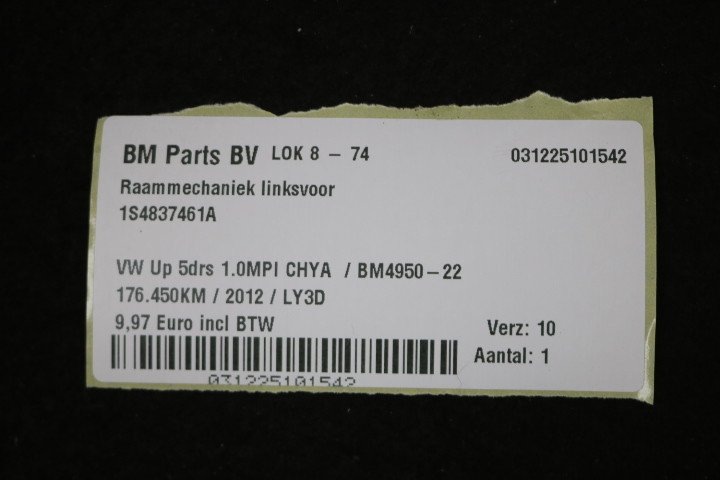 BM Parts BV LOK 8 - 74 031225101542
Raammechaniek linksvoor
1S4837461A
VW Up 5drs 1.0MPI CHYA / BM4950-22
176.450KM / 2012 / LY3D
9,97 Euro incl BTW Verz: 10
Aantal: 1
031225101542